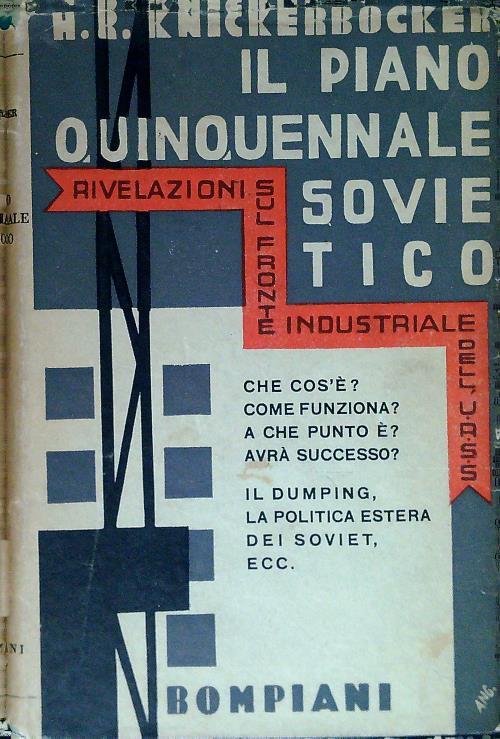 H. R. KNICKERBOCKER
IL PIANO
QUINQUENNALE
SOVIE
TICO
RIVELAZIONI
SUL FRONTE
INDUSTRIALE
DELL'U.R.S.S.
CHE COS'È?
COME FUNZIONA?
A CHE PUNTO È?
AVRÀ SUCCESSO?
IL DUMPING,
LA POLITICA ESTERA
DEI SOVIET,
ECC.
BOMPIANI
ANG.